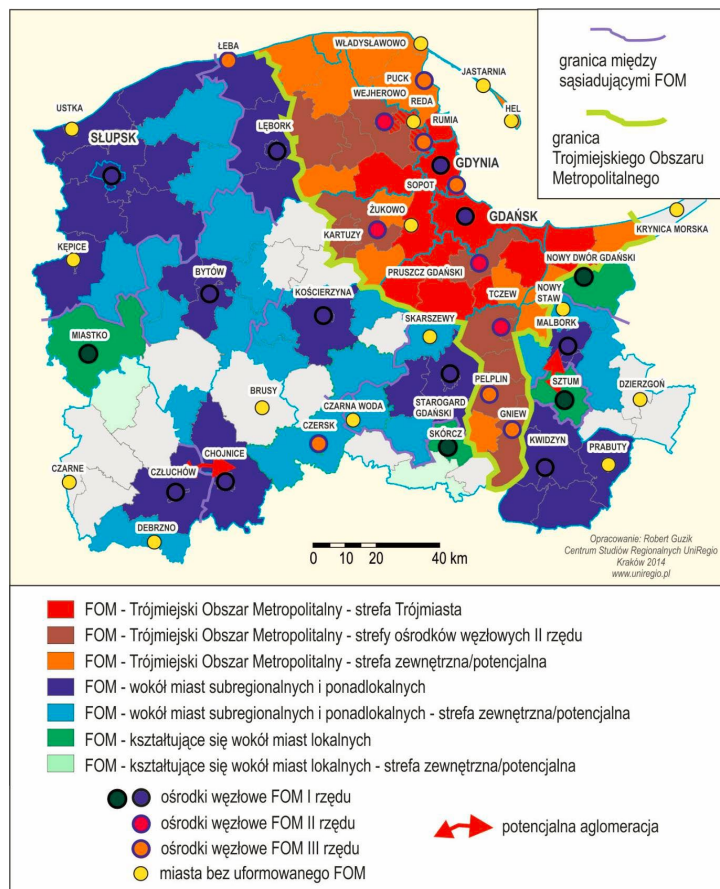 ŁEBA
WŁADYSŁAWOWO
JASTARNIA
PUCK
WEJHEROWO
REDA
HEL
USTKA
RUMIA
LĘBORK
SŁUPSK
GDYNIA
SOPOT
ŻUKOWO
GDAŃSK
KARTUZY
KRYNICA MORSKA
KĘPICE
NOWY DWÓR GDAŃSKI
PRUSZCZ GDAŃSKI
BYTÓW
NOWY
STAW
KOŚCIERZYNA
TCZEW
SKARSZEWY
MALBORK
MIASTKO
PELPLIN
SZTUM
DZIERZGOŃ
BRUSY
STAROGARD
GDAŃSKI
CZARNA WODA
GNIEW
CZERSK
SKÓRCZ
KWIDZYN
CHOJNICE
PRABUTY
CZŁUCHÓW
CZARNE
DEBRZNO
granica między
sąsiadującymi FOM
granica
Trojmiejskiego Obszaru
Metropolitalnego
0 10 20 40 km
Opracowanie: Robert Guzik
Centrum Studiów Regionalnych UniRegio
Kraków 2014
www.uniregio.pl
FOM - Trójmiejski Obszar Metropolitalny - strefa Trójmiasta
FOM - Trójmiejski Obszar Metropolitalny - strefy ośrodków węzłowych II rzędu
FOM - Trójmiejski Obszar Metropolitalny - strefa zewnętrzna/potencjalna
FOM - wokół miast subregionalnych i ponadlokalnych
FOM - wokół miast subregionalnych i ponadlokalnych - strefa zewnętrzna/potencjalna
FOM - kształtujące się wokół miast lokalnych
FOM - kształtujące się wokół miast lokalnych - strefa zewnętrzna/potencjalna
ośrodki węzłowe FOM I rzędu
ośrodki węzłowe FOM II rzędu
ośrodki węzłowe FOM III rzędu
miasta bez uformowanego FOM
potencjalna aglomeracja